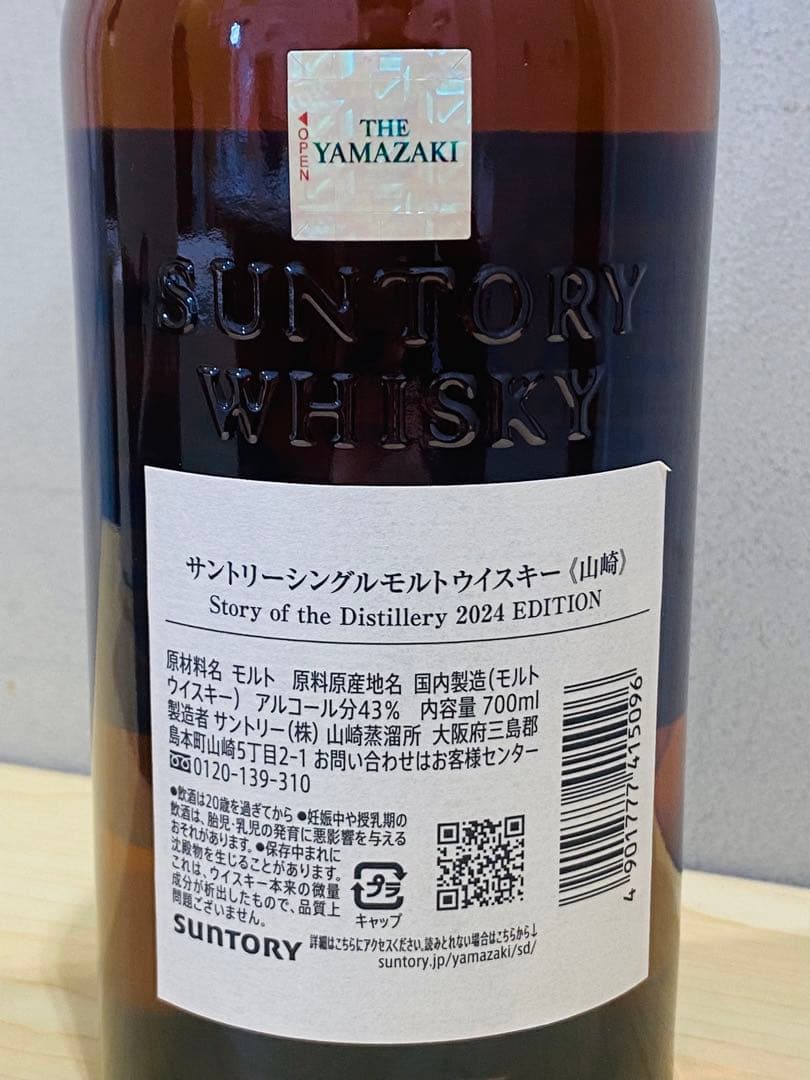 ◀OPEN
THE
YAMAZAKI
SUNTORY
WHISKY
サントリーシングルモルトウイスキー《山崎》
Story of the Distillery 2024 EDITION
原材料名 モルト 原料原産地名 国内製造(モルト
ウイスキー) アルコール分43% 内容量 700ml
製造者 サントリー(株) 山崎蒸溜所 大阪府三島郡
島本町山崎5丁目2-1 お問い合わせはお客様センター
0120-139-310
●飲酒は20歳を過ぎてから ●妊娠中や授乳期の
飲酒は、胎児・乳児の発育に悪影響を与える
おそれがあります。●保存中まれに
沈殿物を生じることがあります。
これは、ウイスキー本来の微量
成分が析出したもので、品質上
問題ございません。
プラ
キャップ
SUNTORY
詳細はこちらにアクセスください。読みとれない場合はこちらから↓
suntory.jp/yamazaki/sd/
4 901777 415096